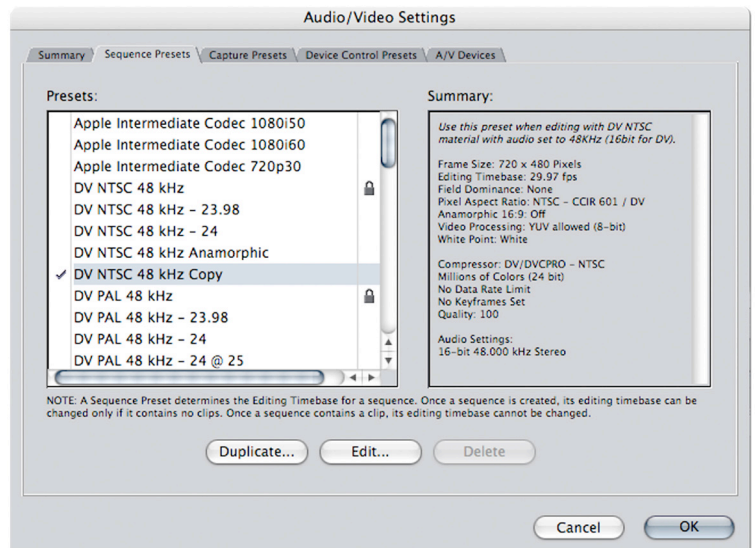 Audio/Video Settings
Summary
Sequence Presets
Capture Presets
Device Control Presets
A/V Devices
Presets:
Apple Intermediate Codec 1080i50
Apple Intermediate Codec 1080i60
Apple Intermediate Codec 720p30
DV NTSC 48 kHz
DV NTSC 48 kHz - 23.98
DV NTSC 48 kHz - 24
DV NTSC 48 kHz Anamorphic
DV NTSC 48 kHz Copy
DV PAL 48 kHz
DV PAL 48 kHz - 23.98
DV PAL 48 kHz - 24
DV PAL 48 kHz - 24 @ 25
Summary:
Use this preset when editing with DV NTSC
material with audio set to 48KHz (16bit for DV).
Frame Size: 720 x 480 Pixels
Editing Timebase: 29.97 fps
Field Dominance: None
Pixel Aspect Ratio: NTSC - CCIR 601 / DV
Anamorphic 16:9: Off
Video Processing: YUV allowed (8-bit)
White Point: White
Compressor: DV/DVCPRO - NTSC
Millions of Colors (24 bit)
No Data Rate Limit
No Keyframes Set
Quality: 100
Audio Settings:
16-bit 48.000 kHz Stereo
NOTE: A Sequence Preset determines the Editing Timebase for a sequence. Once a sequence is created, its editing timebase can be
changed only if it contains no clips. Once a sequence contains a clip, its editing timebase cannot be changed.
Duplicate...
Edit...
Delete
Cancel
OK